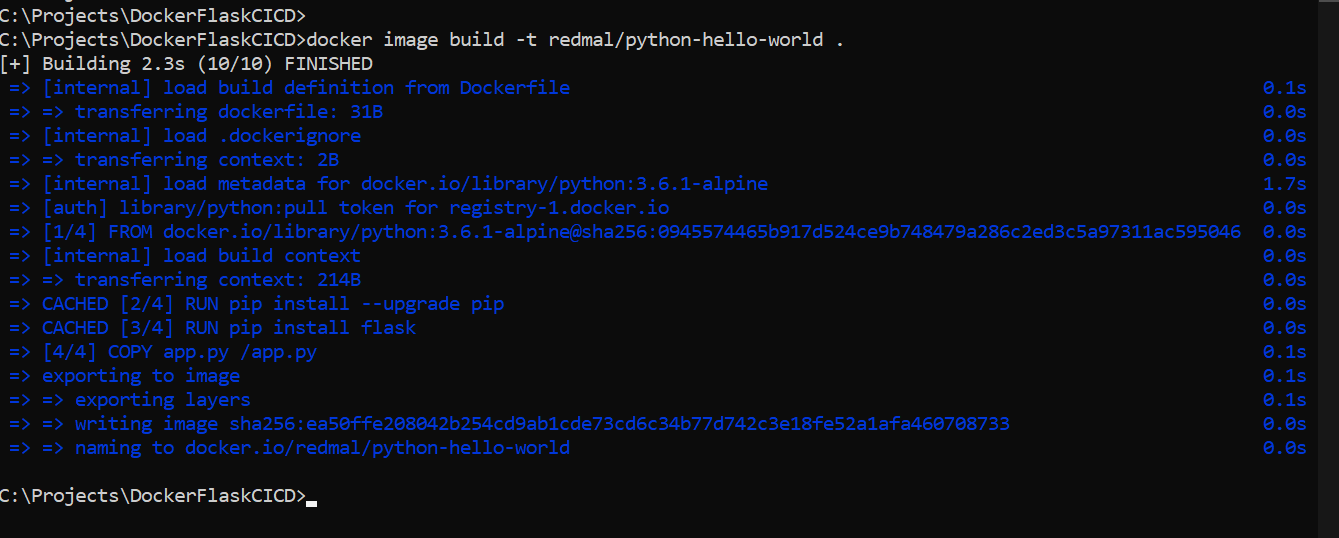 C:\Projects\DockerFlaskCICD>
C:\Projects\DockerFlaskCICD>docker image build -t redmal/python-hello-world .
[+] Building 2.3s (10/10) FINISHED
=> [internal] load build definition from Dockerfile 0.1s
=> => transferring dockerfile: 31B 0.0s
=> [internal] load .dockerignore 0.0s
=> => transferring context: 2B 0.0s
=> [internal] load metadata for docker.io/library/python:3.6.1-alpine 1.7s
=> [auth] library/python:pull token for registry-1.docker.io 0.0s
=> [1/4] FROM docker.io/library/python:3.6.1-alpine@sha256:0945574465b917d524ce9b748479a286c2ed3c5a97311ac595046 0.0s
=> [internal] load build context 0.0s
=> => transferring context: 214B 0.0s
=> CACHED [2/4] RUN pip install --upgrade pip 0.0s
=> CACHED [3/4] RUN pip install flask 0.0s
=> [4/4] COPY app.py /app.py 0.1s
=> exporting to image 0.1s
=> => exporting layers 0.1s
=> => writing image sha256:ea50ffe208042b254cd9ab1cde73cd6c34b77d742c3e18fe52a1afa460708733 0.0s
=> => naming to docker.io/redmal/python-hello-world 0.0s
C:\Projects\DockerFlaskCICD>